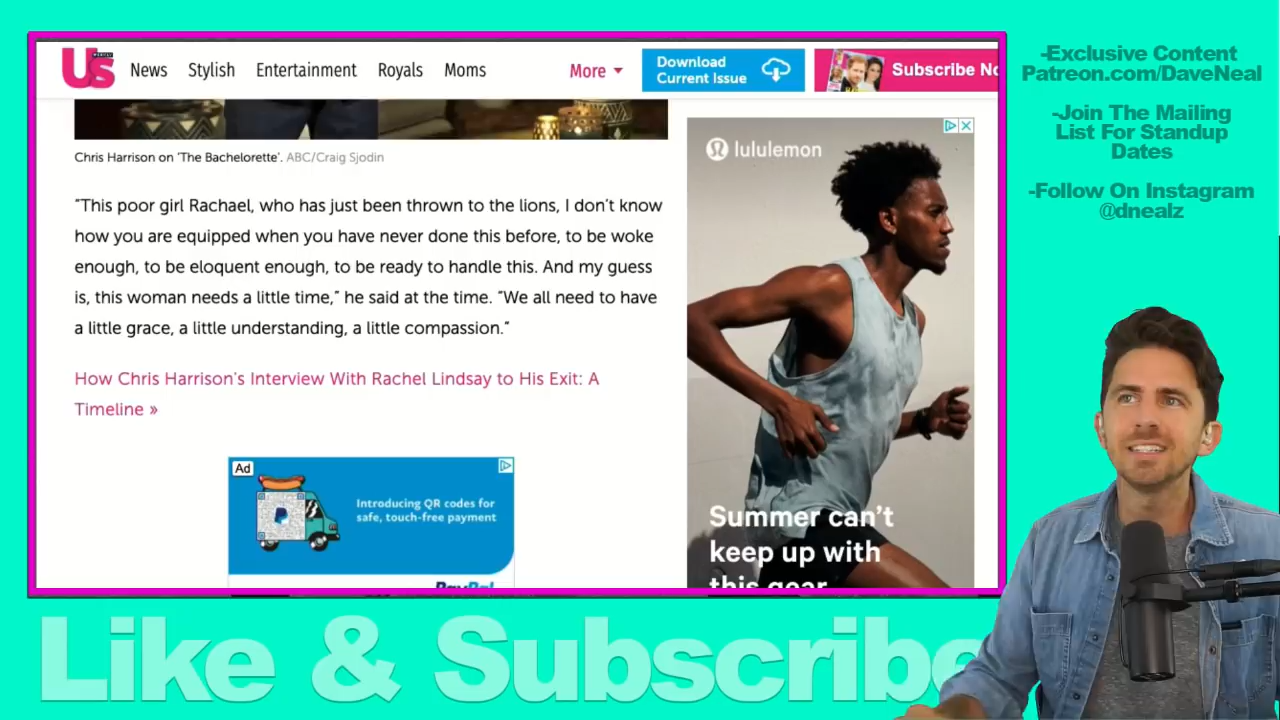 Us
WEEKLY
News
Stylish
Entertainment
Royals
Moms
More
Download
Current Issue
Subscribe No
Chris Harrison on 'The Bachelorette'. ABC/Craig Sjodin
“This poor girl Rachael, who has just been thrown to the lions, I don’t know
how you are equipped when you have never done this before, to be woke
enough, to be eloquent enough, to be ready to handle this. And my guess
is, this woman needs a little time,” he said at the time. “We all need to have
a little grace, a little understanding, a little compassion.”
How Chris Harrison's Interview With Rachel Lindsay to His Exit: A
Timeline »
Ad
Introducing QR codes for
safe, touch-free payment
PayPal
lululemon
Summer can’t
keep up with
this gear
-Exclusive Content
Patreon.com/DaveNeal
-Join The Mailing
List For Standup
Dates
-Follow On Instagram
@dnealz
Like & Subscribe